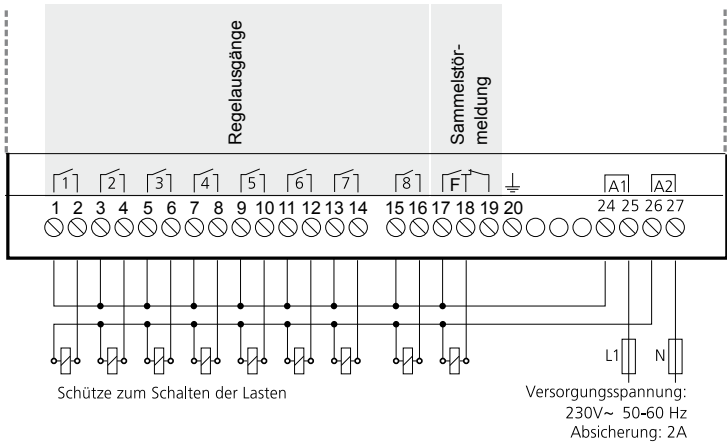 Regelausgänge
Sammelstör-
meldung
1 2 3 4 5 6 7 8 F A1 A2
1 2 3 4 5 6 7 8 9 10 11 12 13 14 15 16 17 18 19 20 24 25 26 27
L1 N
Schütze zum Schalten der Lasten
Versorgungsspannung:
230V~ 50-60 Hz
Absicherung: 2A